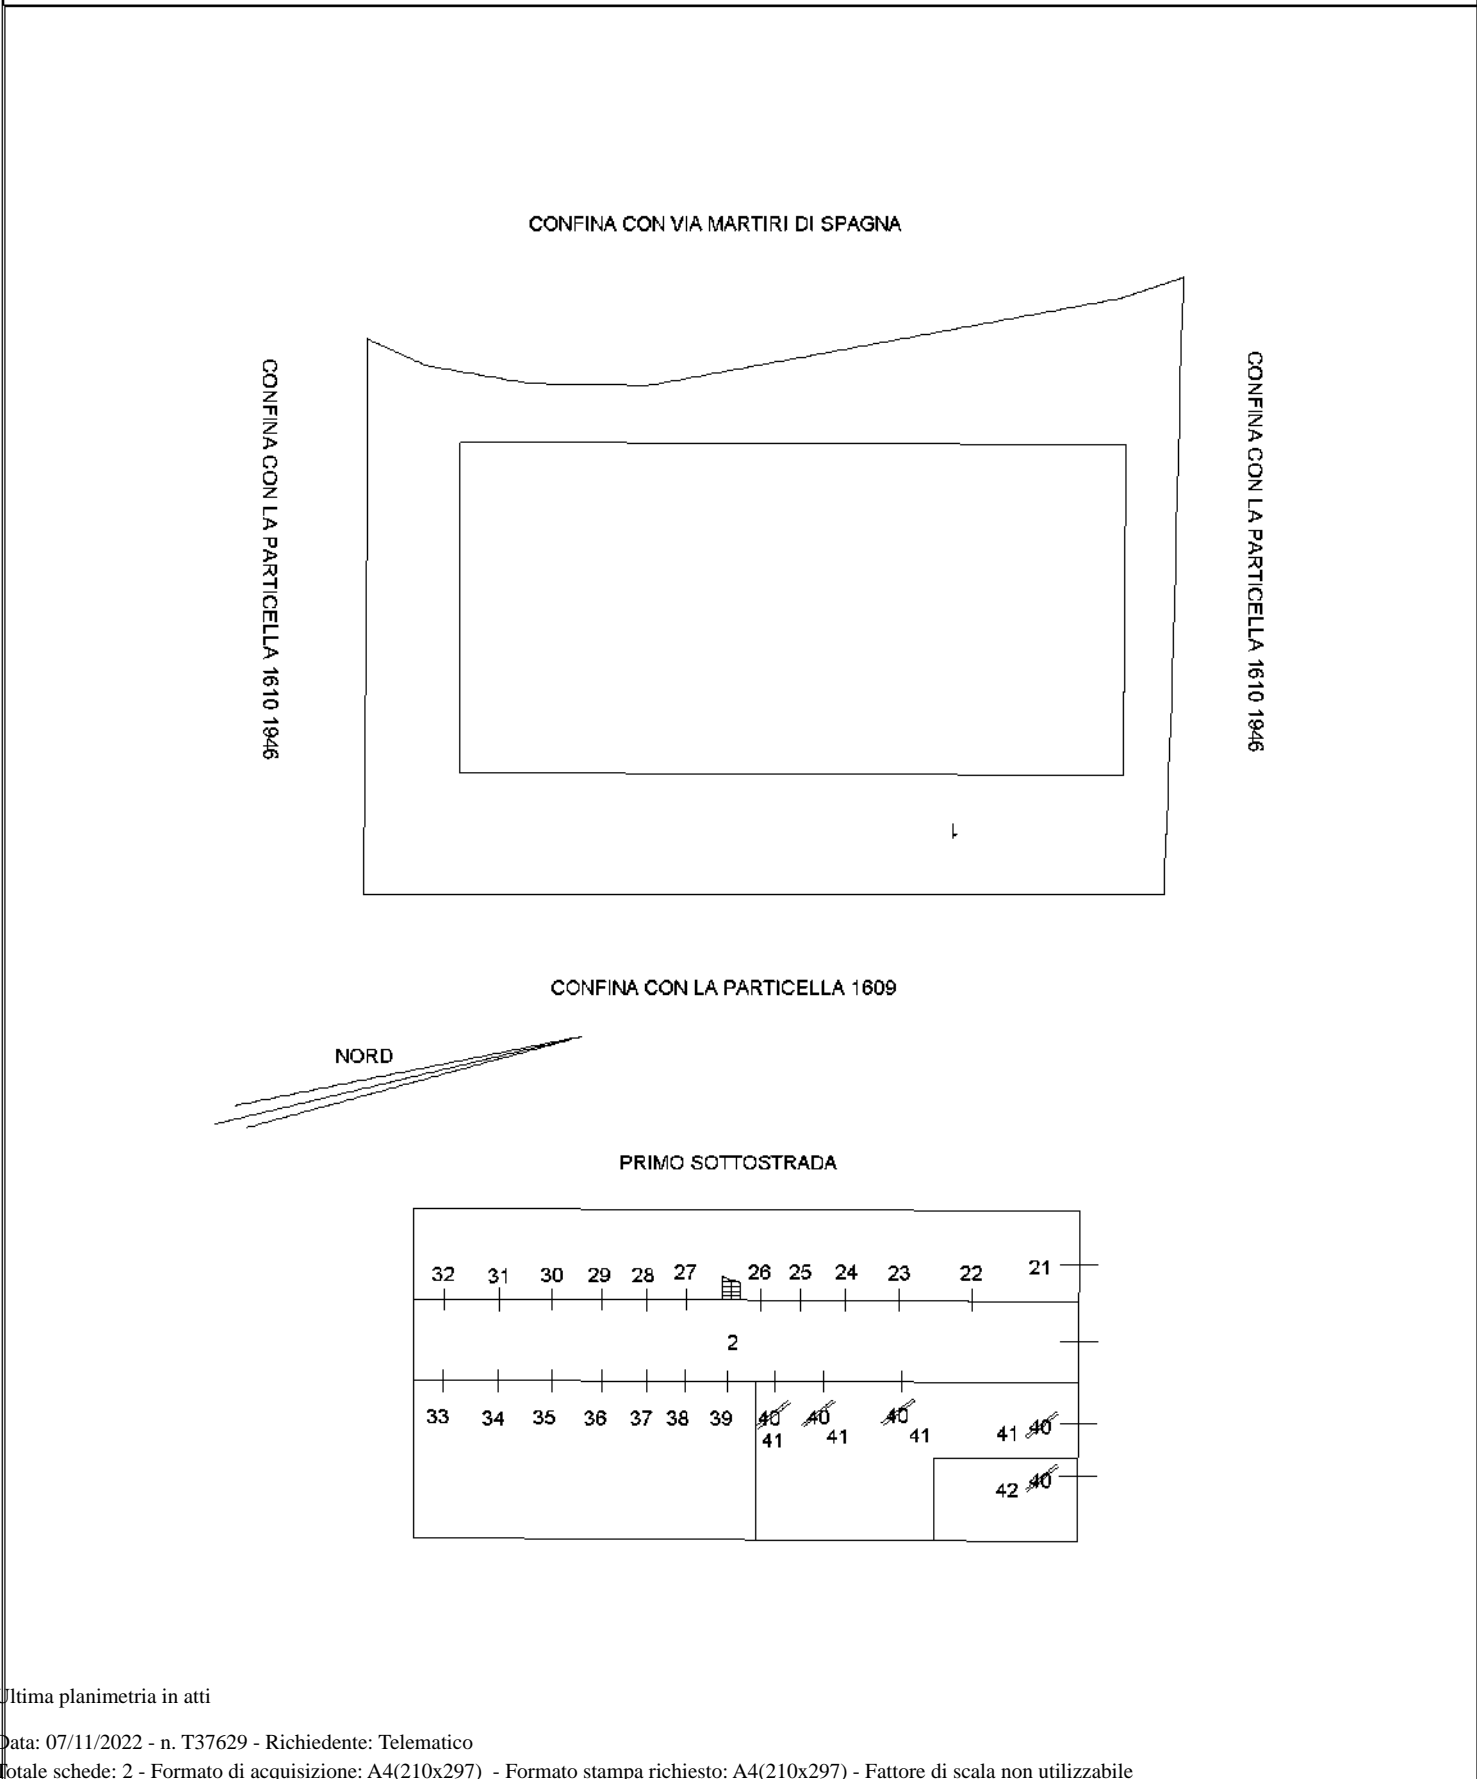 CONFINA CON VIA MARTIRI DI SPAGNA
CONFINA CON LA PARTICELLA 1610 1946
CONFINA CON LA PARTICELLA 1610 1946
1
CONFINA CON LA PARTICELLA 1609
NORD
PRIMO SOTTOSTRADA
32 31 30 29 28 27 26 25 24 23 22 21
2
33 34 35 36 37 38 39 40 40 40 41 40
41 41 41
42 40
Ultima planimetria in atti
Data: 07/11/2022 - n. T37629 - Richiedente: Telematico
Totale schede: 2 - Formato di acquisizione: A4(210x297) - Formato stampa richiesto: A4(210x297) - Fattore di scala non utilizzabile